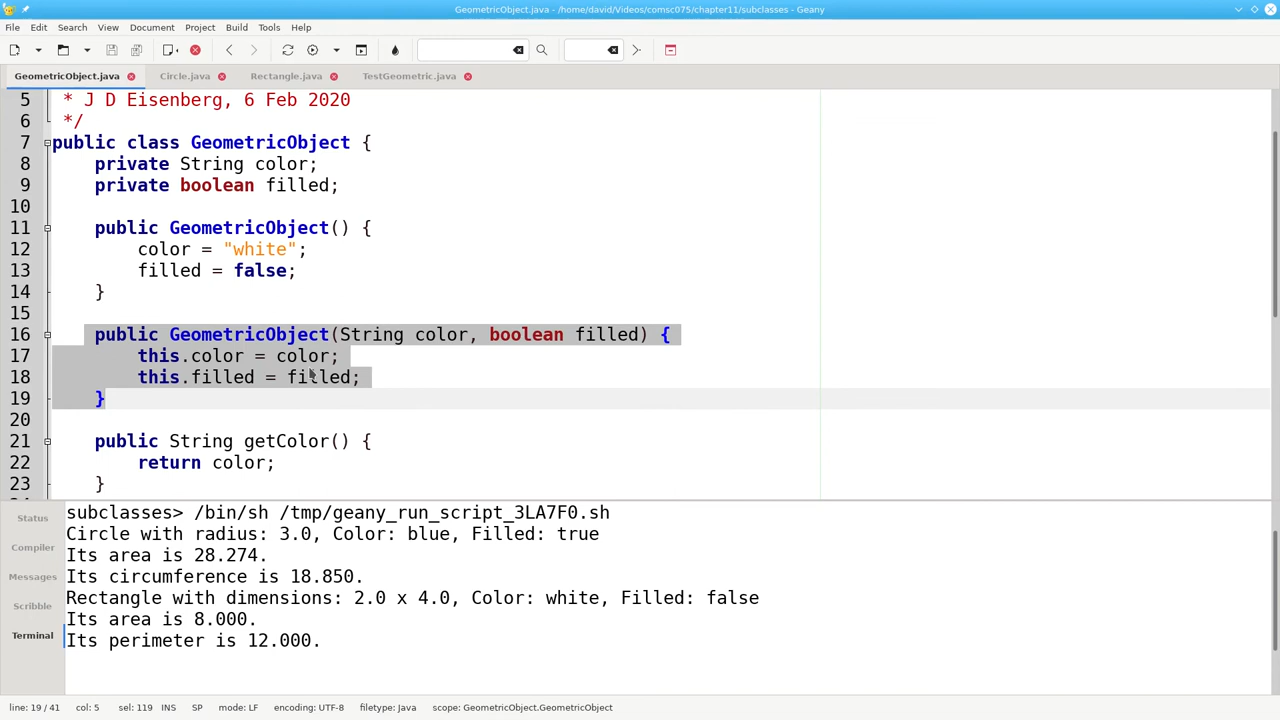 GeometricObject.java - /home/david/Videos/comsc075/chapter11/subclasses - Geany
File Edit Search View Document Project Build Tools Help
GeometricObject.java Circle.java Rectangle.java TestGeometric.java
5 * J D Eisenberg, 6 Feb 2020
6 */
7 public class GeometricObject {
8 private String color;
9 private boolean filled;
10
11 public GeometricObject() {
12 color = "white";
13 filled = false;
14 }
15
16 public GeometricObject(String color, boolean filled) {
17 this.color = color;
18 this.filled = filled;
19 }
20
21 public String getColor() {
22 return color;
23 }
Status
Compiler
Messages
Scribble
Terminal
subclasses> /bin/sh /tmp/geany_run_script_3LA7F0.sh
Circle with radius: 3.0, Color: blue, Filled: true
Its area is 28.274.
Its circumference is 18.850.
Rectangle with dimensions: 2.0 x 4.0, Color: white, Filled: false
Its area is 8.000.
Its perimeter is 12.000.
line: 19 / 41 col: 5 sel: 119 INS SP mode: LF encoding: UTF-8 filetype: Java scope: GeometricObject.GeometricObject